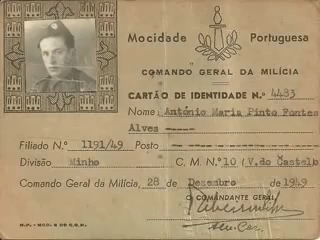 Mocidade Portuguesa
COMANDO GERAL DA MILÍCIA
CARTÃO DE IDENTIDADE N.º 4483
Nome: António Maria Pinto Fontes
Alves
Filiado N.º 1191/49 Posto
Divisão Minho C. M. N.º 10 / V.do Castelo
Comando Geral da Milícia, 28 de Dezembro de 1949
O COMANDANTE GERAL